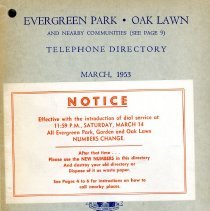 EVERGREEN PARK • OAK LAWN
AND NEARBY COMMUNITIES (SEE PAGE 9)
TELEPHONE DIRECTORY
MARCH, 1953
NOTICE
Effective with the introduction of dial service at
11:59 P.M., SATURDAY, MARCH 14
All Evergreen Park, Garden and Oak Lawn
NUMBERS CHANGE.
After that time
Please use the NEW NUMBERS in this directory
And destroy your old directory or
Dispose of it as waste paper.
See Pages 4 to 6 for instructions on how to
call nearby places.